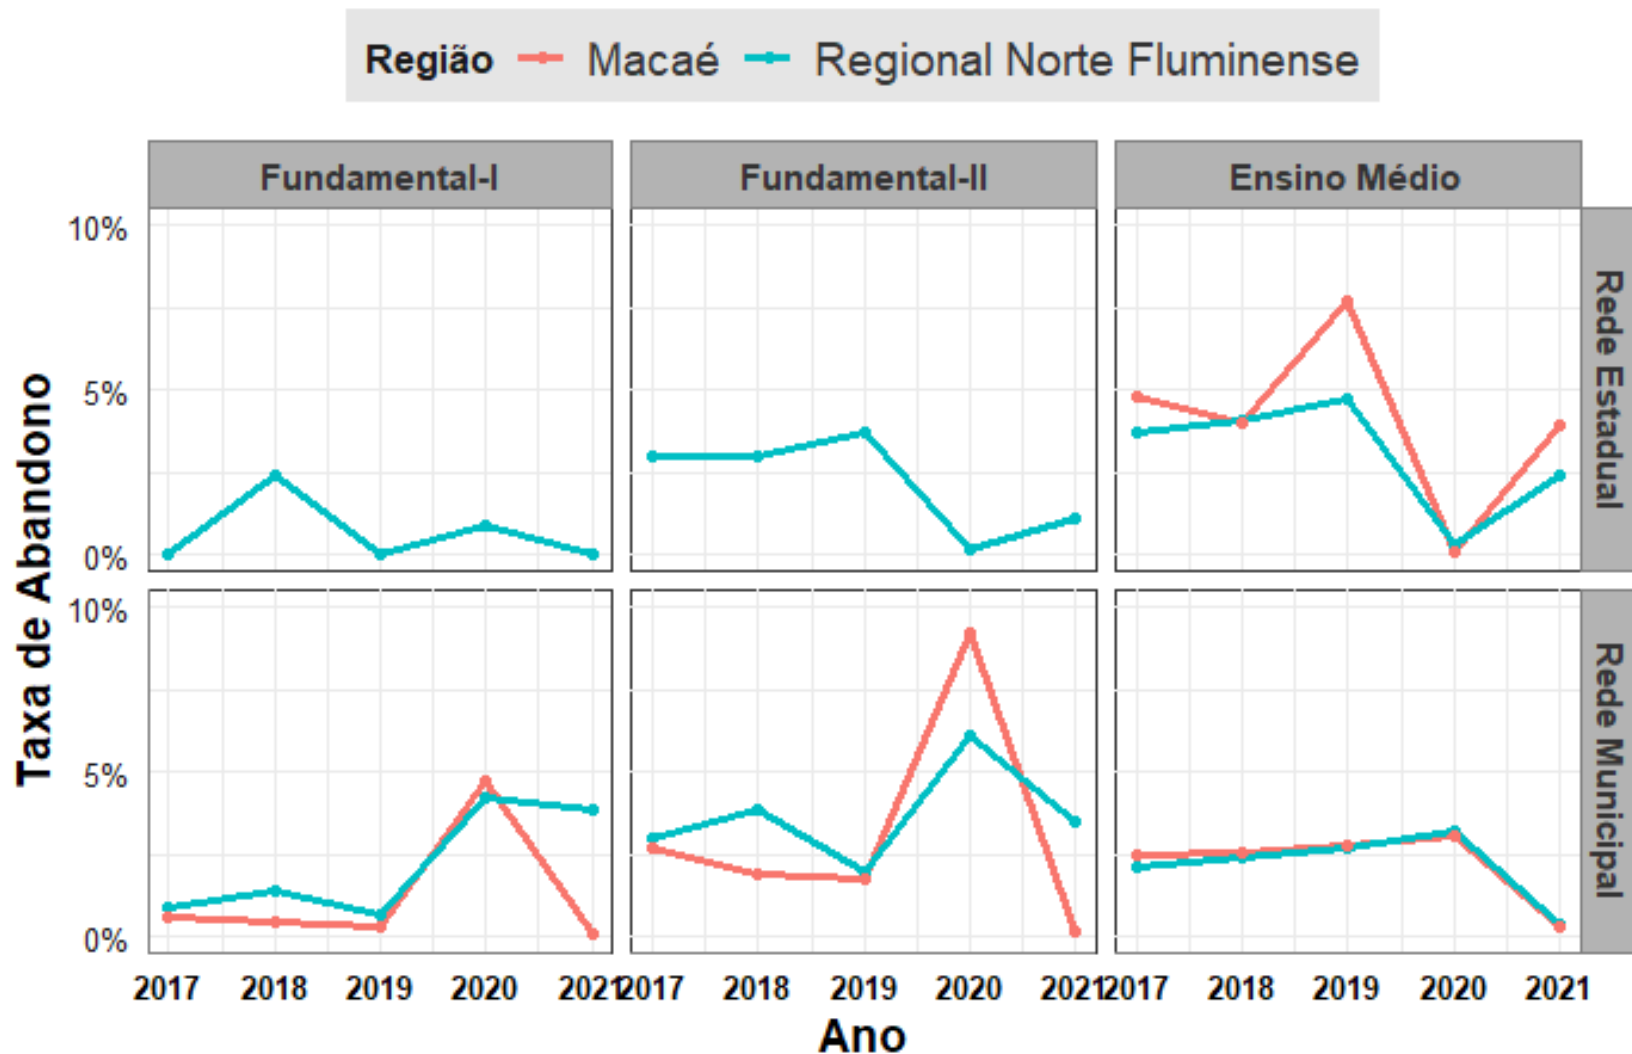 Região Macaé Regional Norte Fluminense
Fundamental-I Fundamental-II Ensino Médio
10%
5%
0%
Rede Estadual
Taxa de Abandono
10%
5%
0%
Rede Municipal
2017 2018 2019 2020 2021 2017 2018 2019 2020 2021 2017 2018 2019 2020 2021
Ano